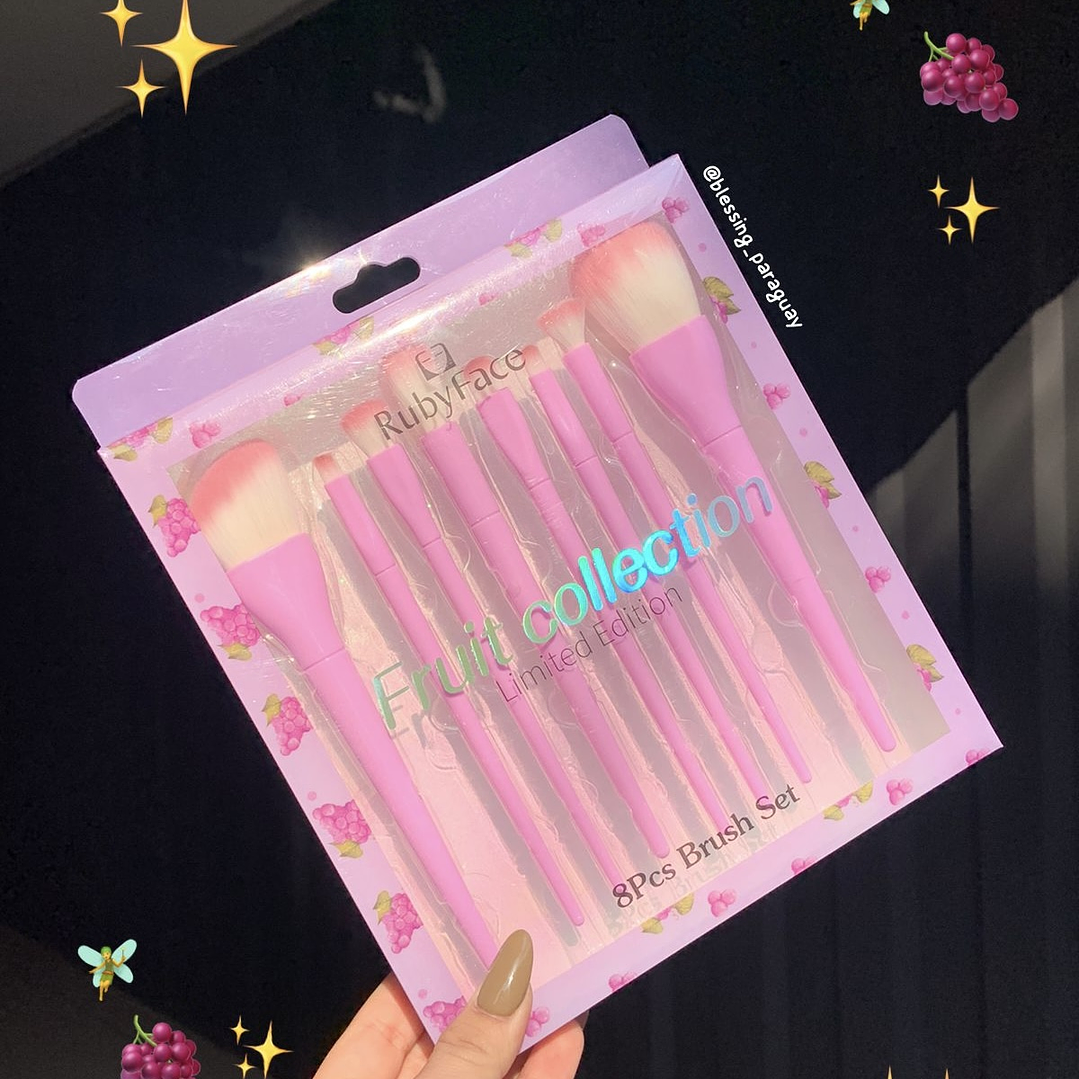 @blessing_paraguay
RubyFace
Fruit collection
Limited Edition
8Pcs Brush Set